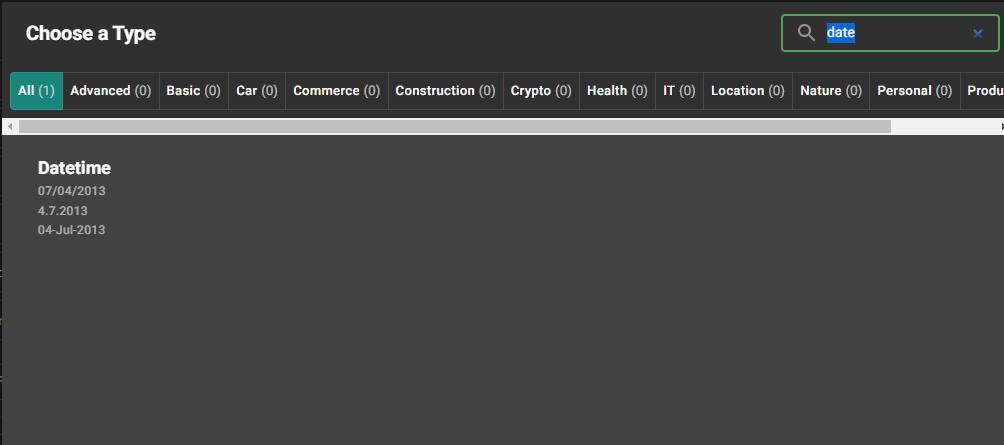 Choose a Type
date
All (1) Advanced (0) Basic (0) Car (0) Commerce (0) Construction (0) Crypto (0) Health (0) IT (0) Location (0) Nature (0) Personal (0) Produ
Datetime
07/04/2013
4.7.2013
04-Jul-2013